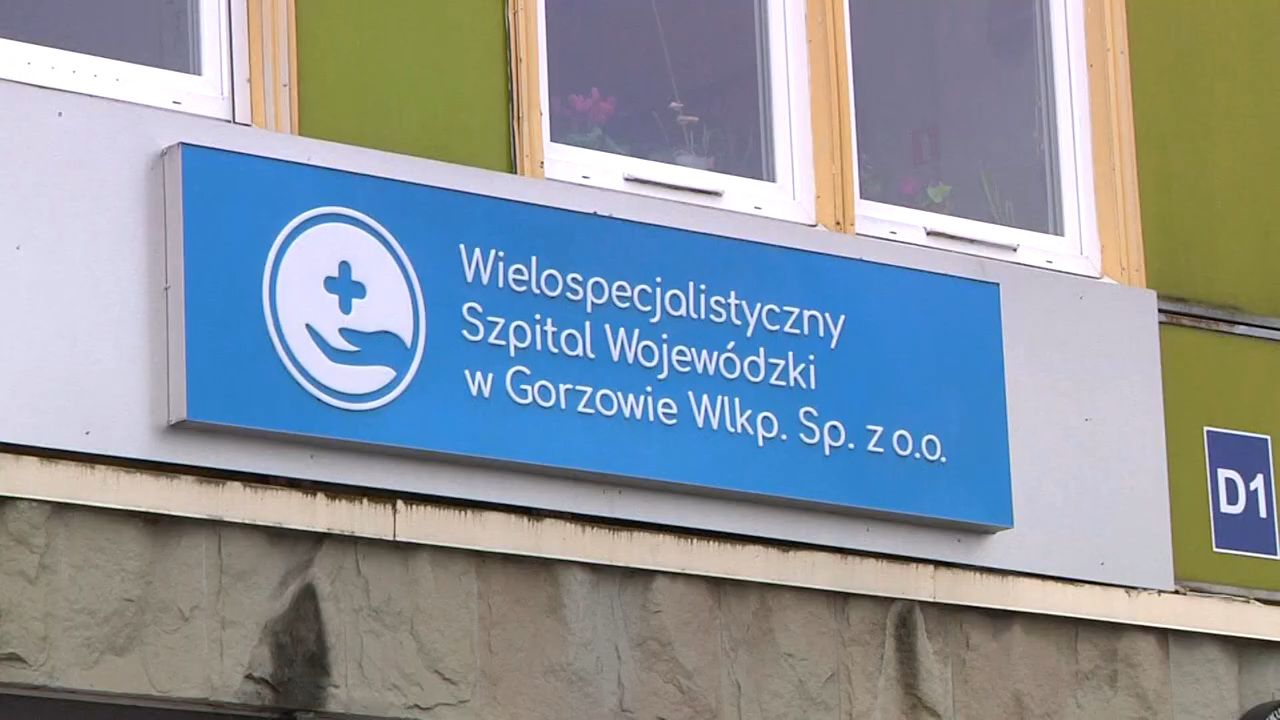 Wielospecjalistyczny
Szpital Wojewódzki
w Gorzowie Wlkp. Sp. z o.o.
D1